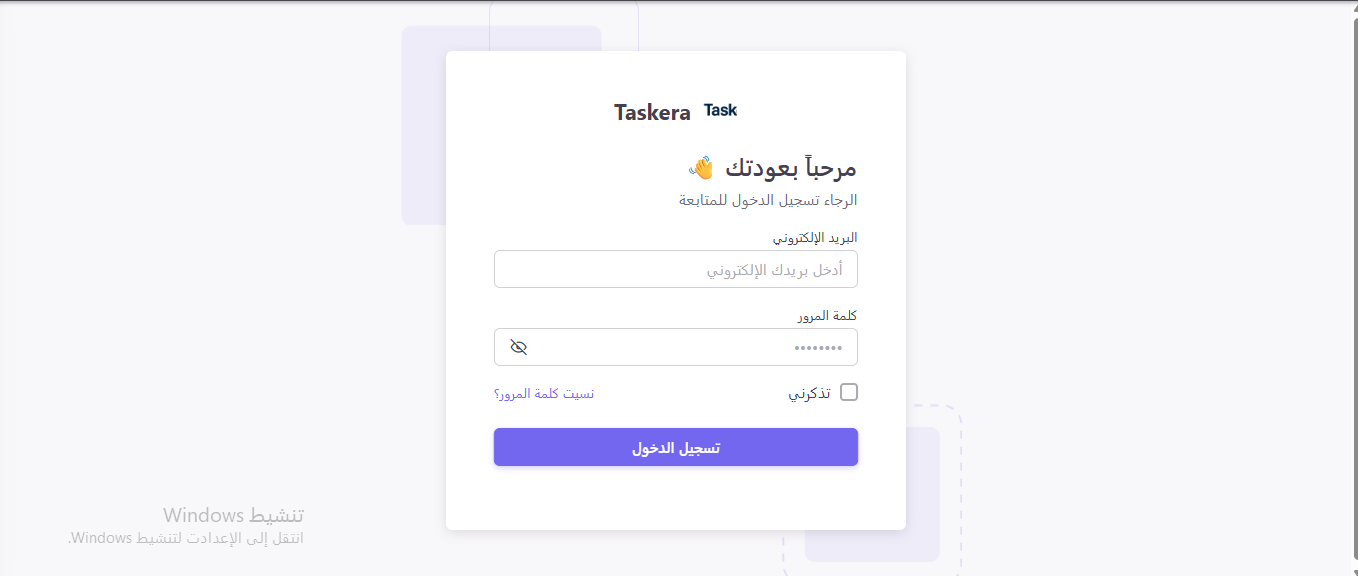 Task Taskera
مرحباً بعودتك 👋
الرجاء تسجيل الدخول للمتابعة
البريد الإلكتروني
أدخل بريدك الإلكتروني
كلمة المرور
••••••••
تذكرني نسيت كلمة المرور؟
تسجيل الدخول
تنشيط Windows
انتقل إلى الإعدادت لتنشيط Windows.